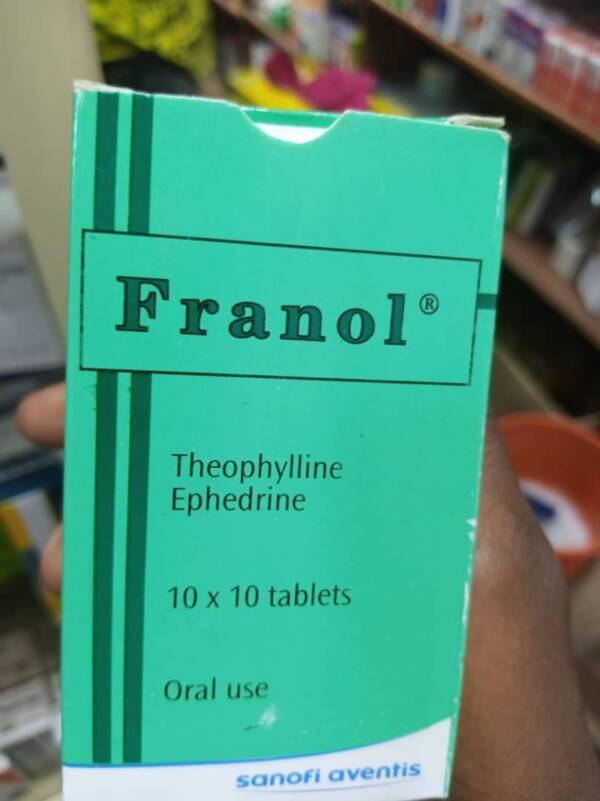 Franol®
Theophylline
Ephedrine
10 x 10 tablets
Oral use
sanofi aventis